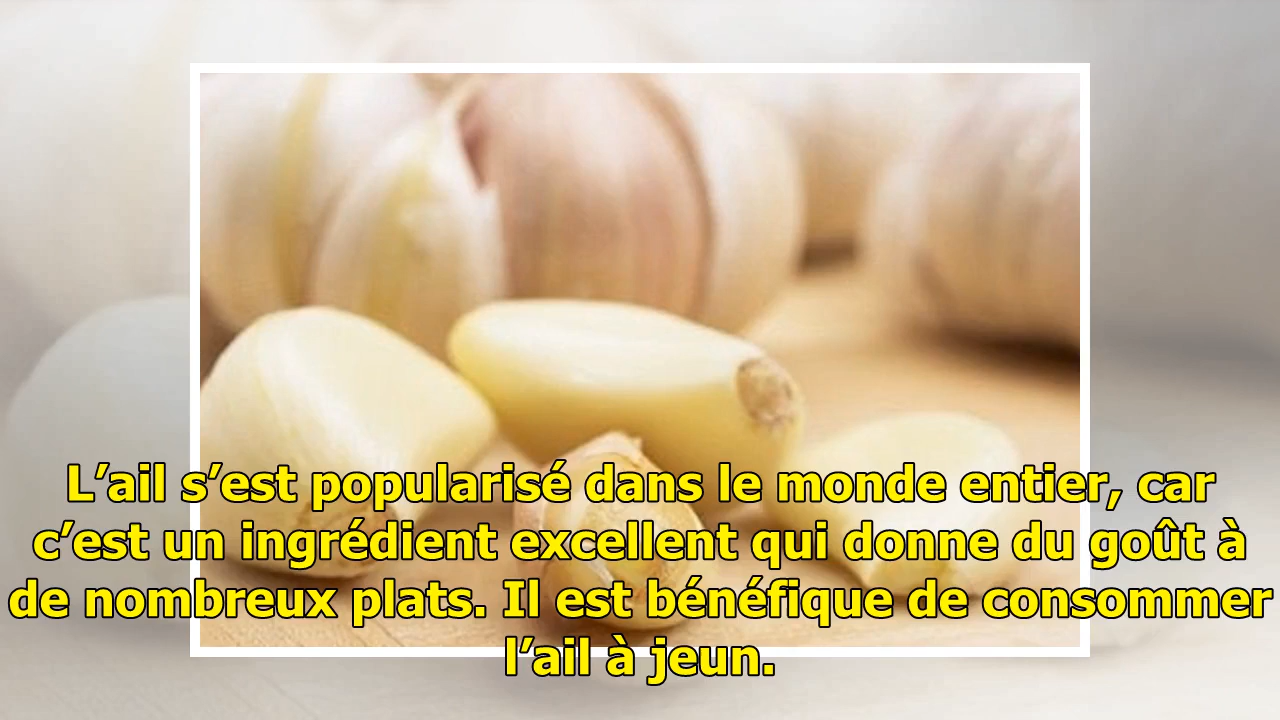 L’ail s’est popularisé dans le monde entier, car
c’est un ingrédient excellent qui donne du goût à
de nombreux plats. Il est bénéfique de consommer
l’ail à jeun.